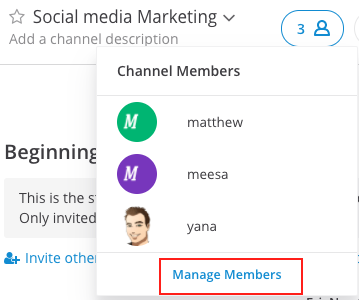 Social media Marketing
3
Add a channel description
Channel Members
M matthew
Beginning
M meesa
This is the s
Only invited
yana
Invite othe
Manage Members